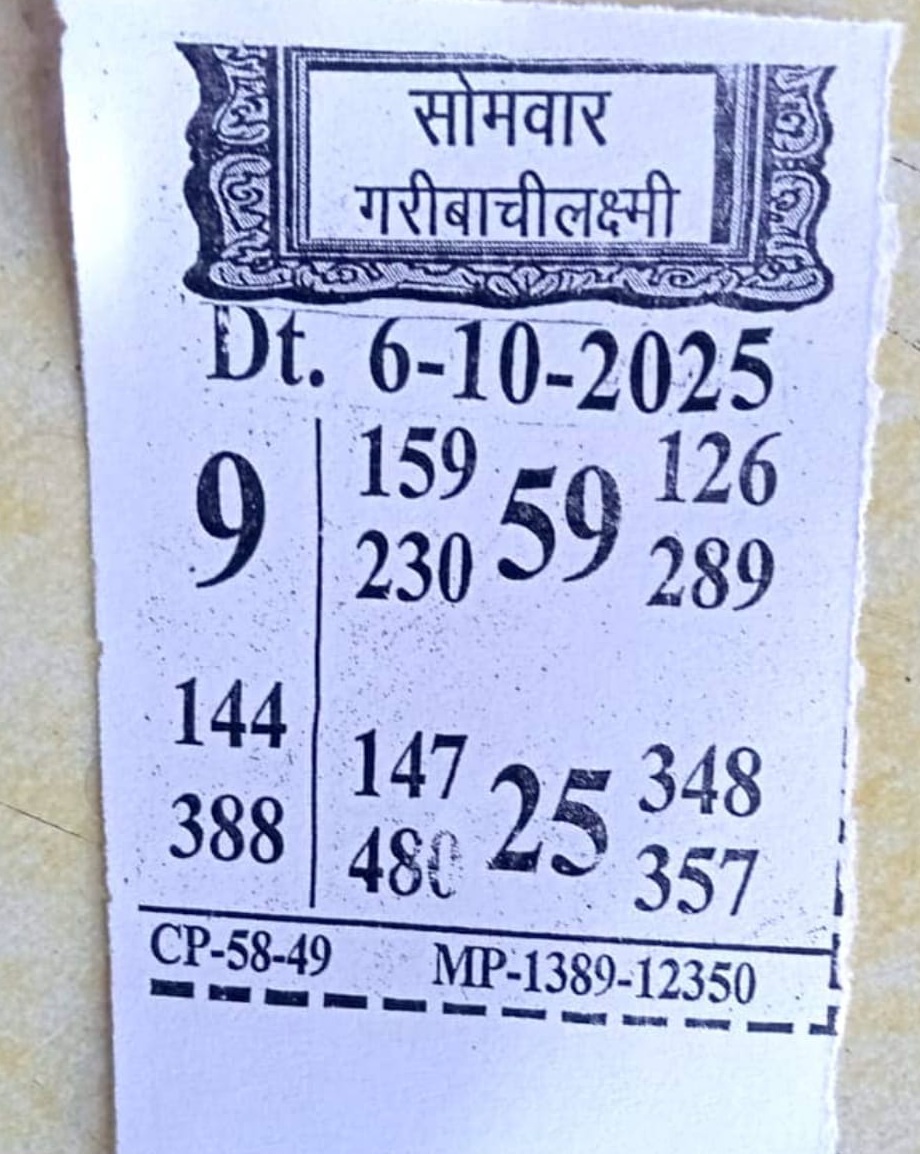 सोमवार
गरीबाचीलक्ष्मी
Dt. 6-10-2025
9 159 59 126
230 289
144 147 25 348
388 480 357
CP-58-49 MP-1389-12350